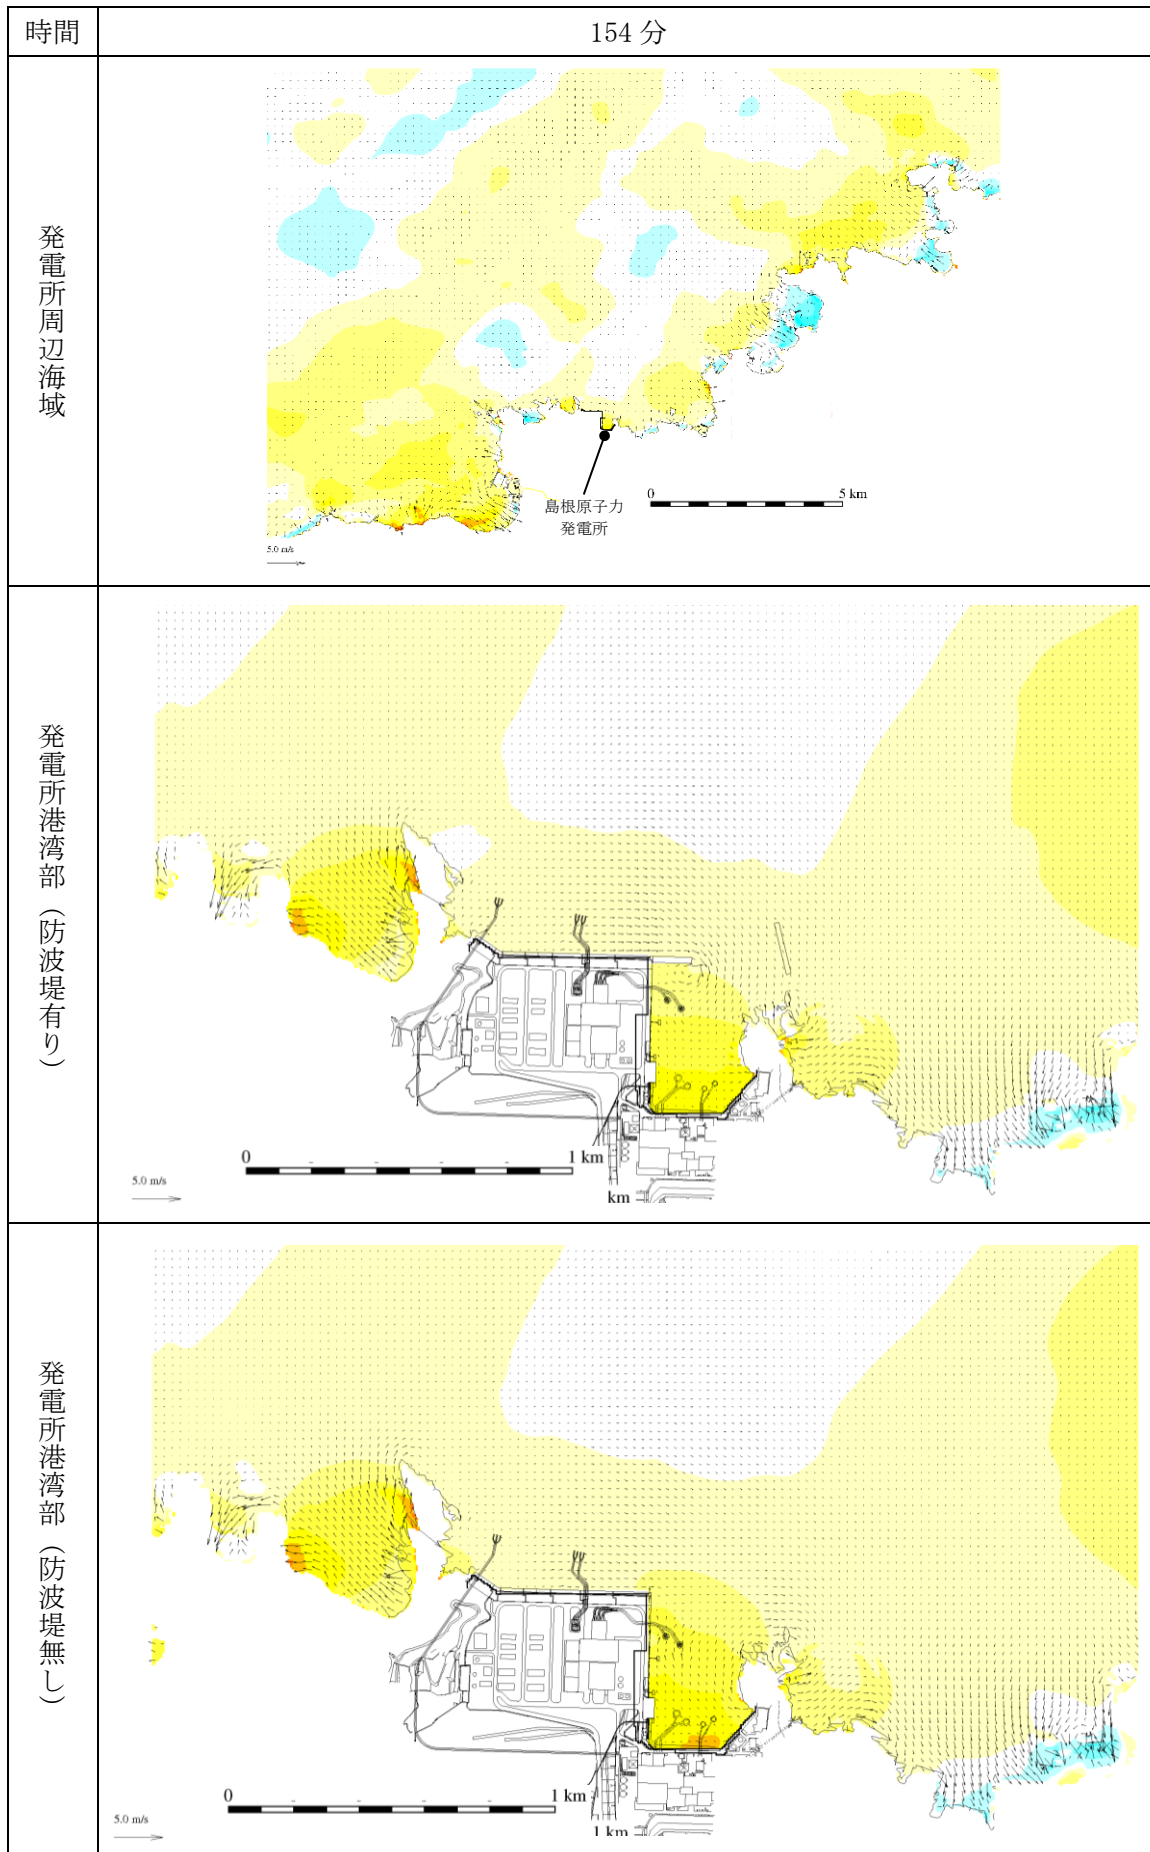 時間
154 分
発電所周辺海域
島根原子力
発電所
0
5 km
5.0 m/s
発電所港湾部（防波堤有り）
0
1 km
5.0 m/s
km
発電所港湾部（防波堤無し）
0
1 km
5.0 m/s
1 km